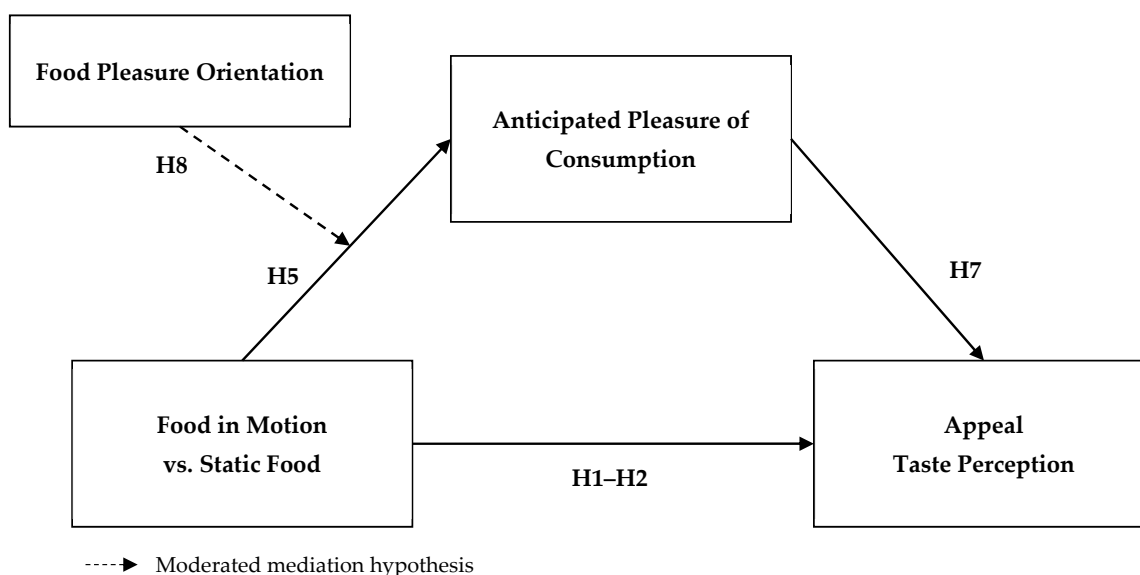 Food Pleasure Orientation
Anticipated Pleasure of
Consumption
H8
H5
H7
Food in Motion
vs. Static Food
Appeal
Taste Perception
H1–H2
Moderated mediation hypothesis